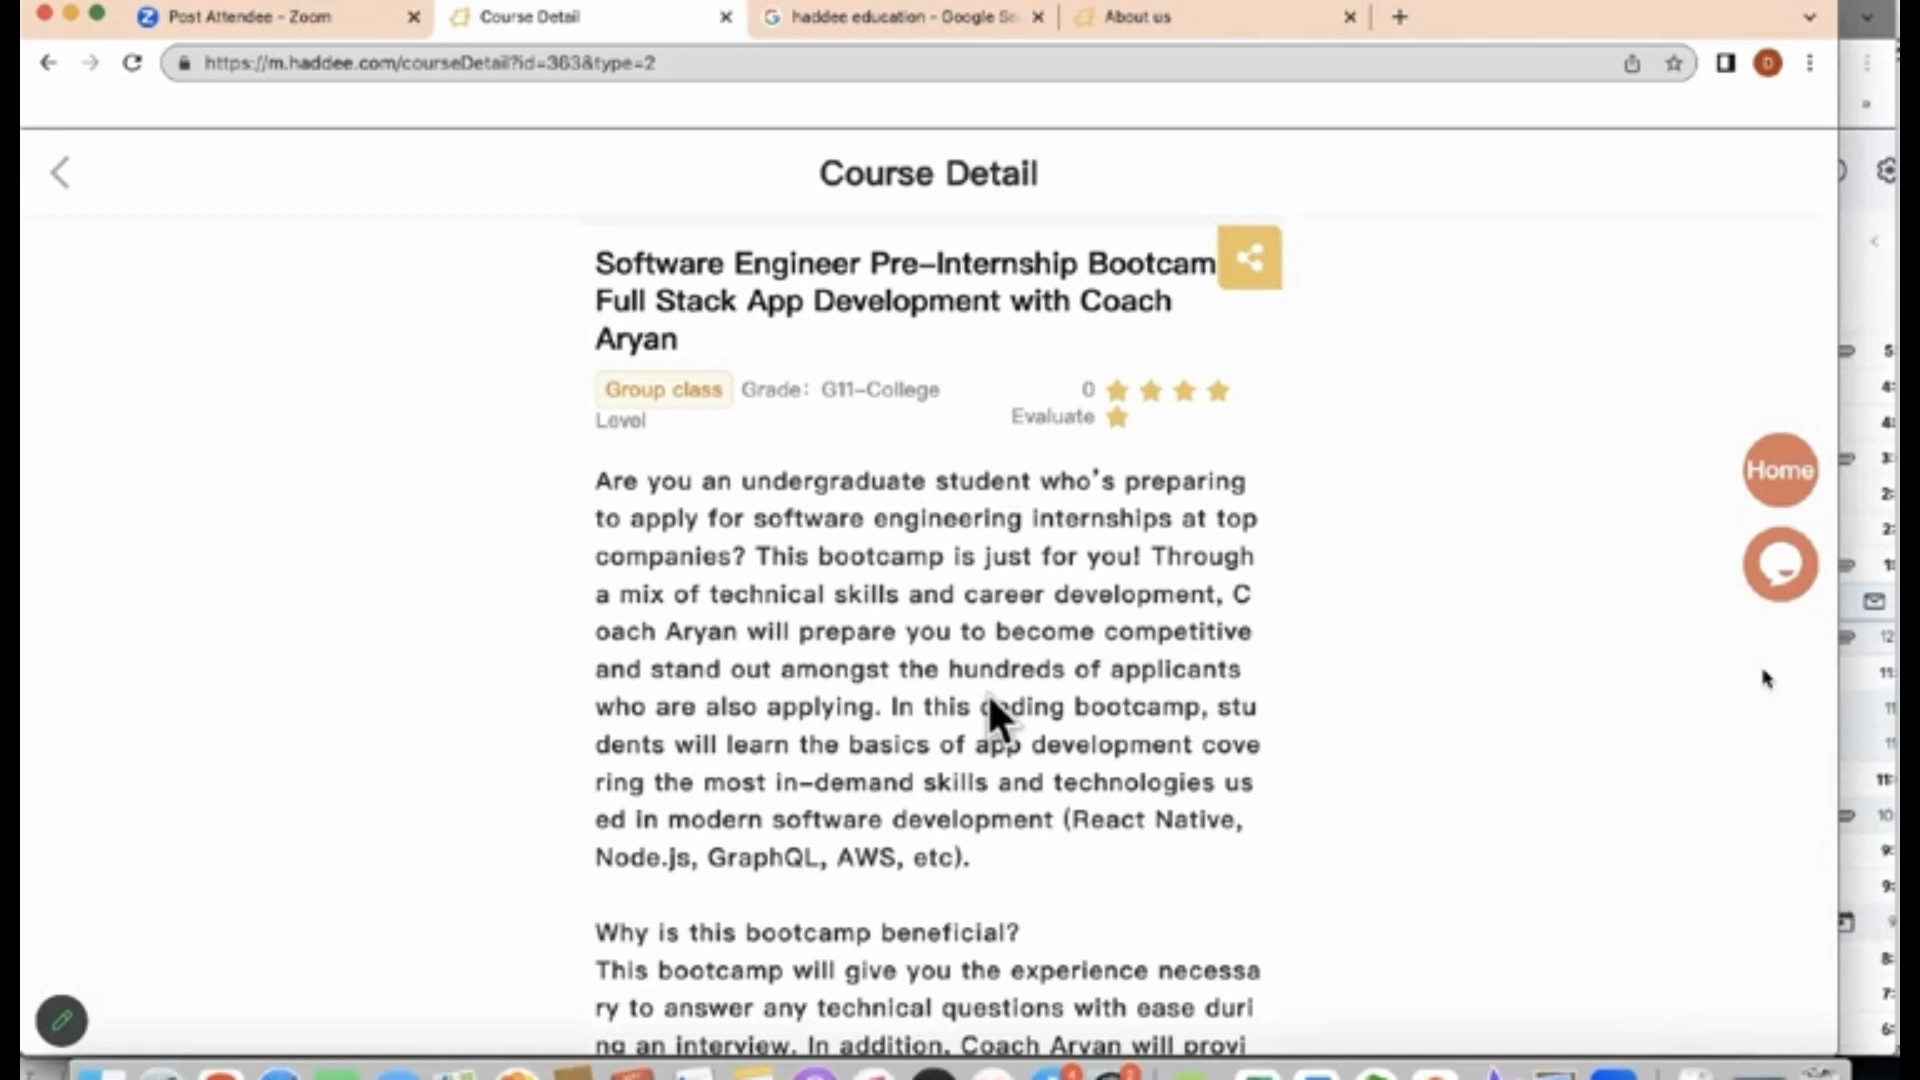 Post Attendee - Zoom
Course Detail
haddee education - Google Se
About us
https://m.haddee.com/courseDetail?id=363&type=2
D
Course Detail
Software Engineer Pre-Internship Bootcam
Full Stack App Development with Coach
Aryan
Group class Grade: G11-College
Level
0
Evaluate
Home
Are you an undergraduate student who's preparing
to apply for software engineering internships at top
companies? This bootcamp is just for you! Through
a mix of technical skills and career development, C
oach Aryan will prepare you to become competitive
and stand out amongst the hundreds of applicants
who are also applying. In this coding bootcamp, stu
dents will learn the basics of app development cove
ring the most in-demand skills and technologies us
ed in modern software development (React Native,
Node.js, GraphQL, AWS, etc).
Why is this bootcamp beneficial?
This bootcamp will give you the experience necessa
ry to answer any technical questions with ease duri
ng an interview. In addition, Coach Aryan will provi